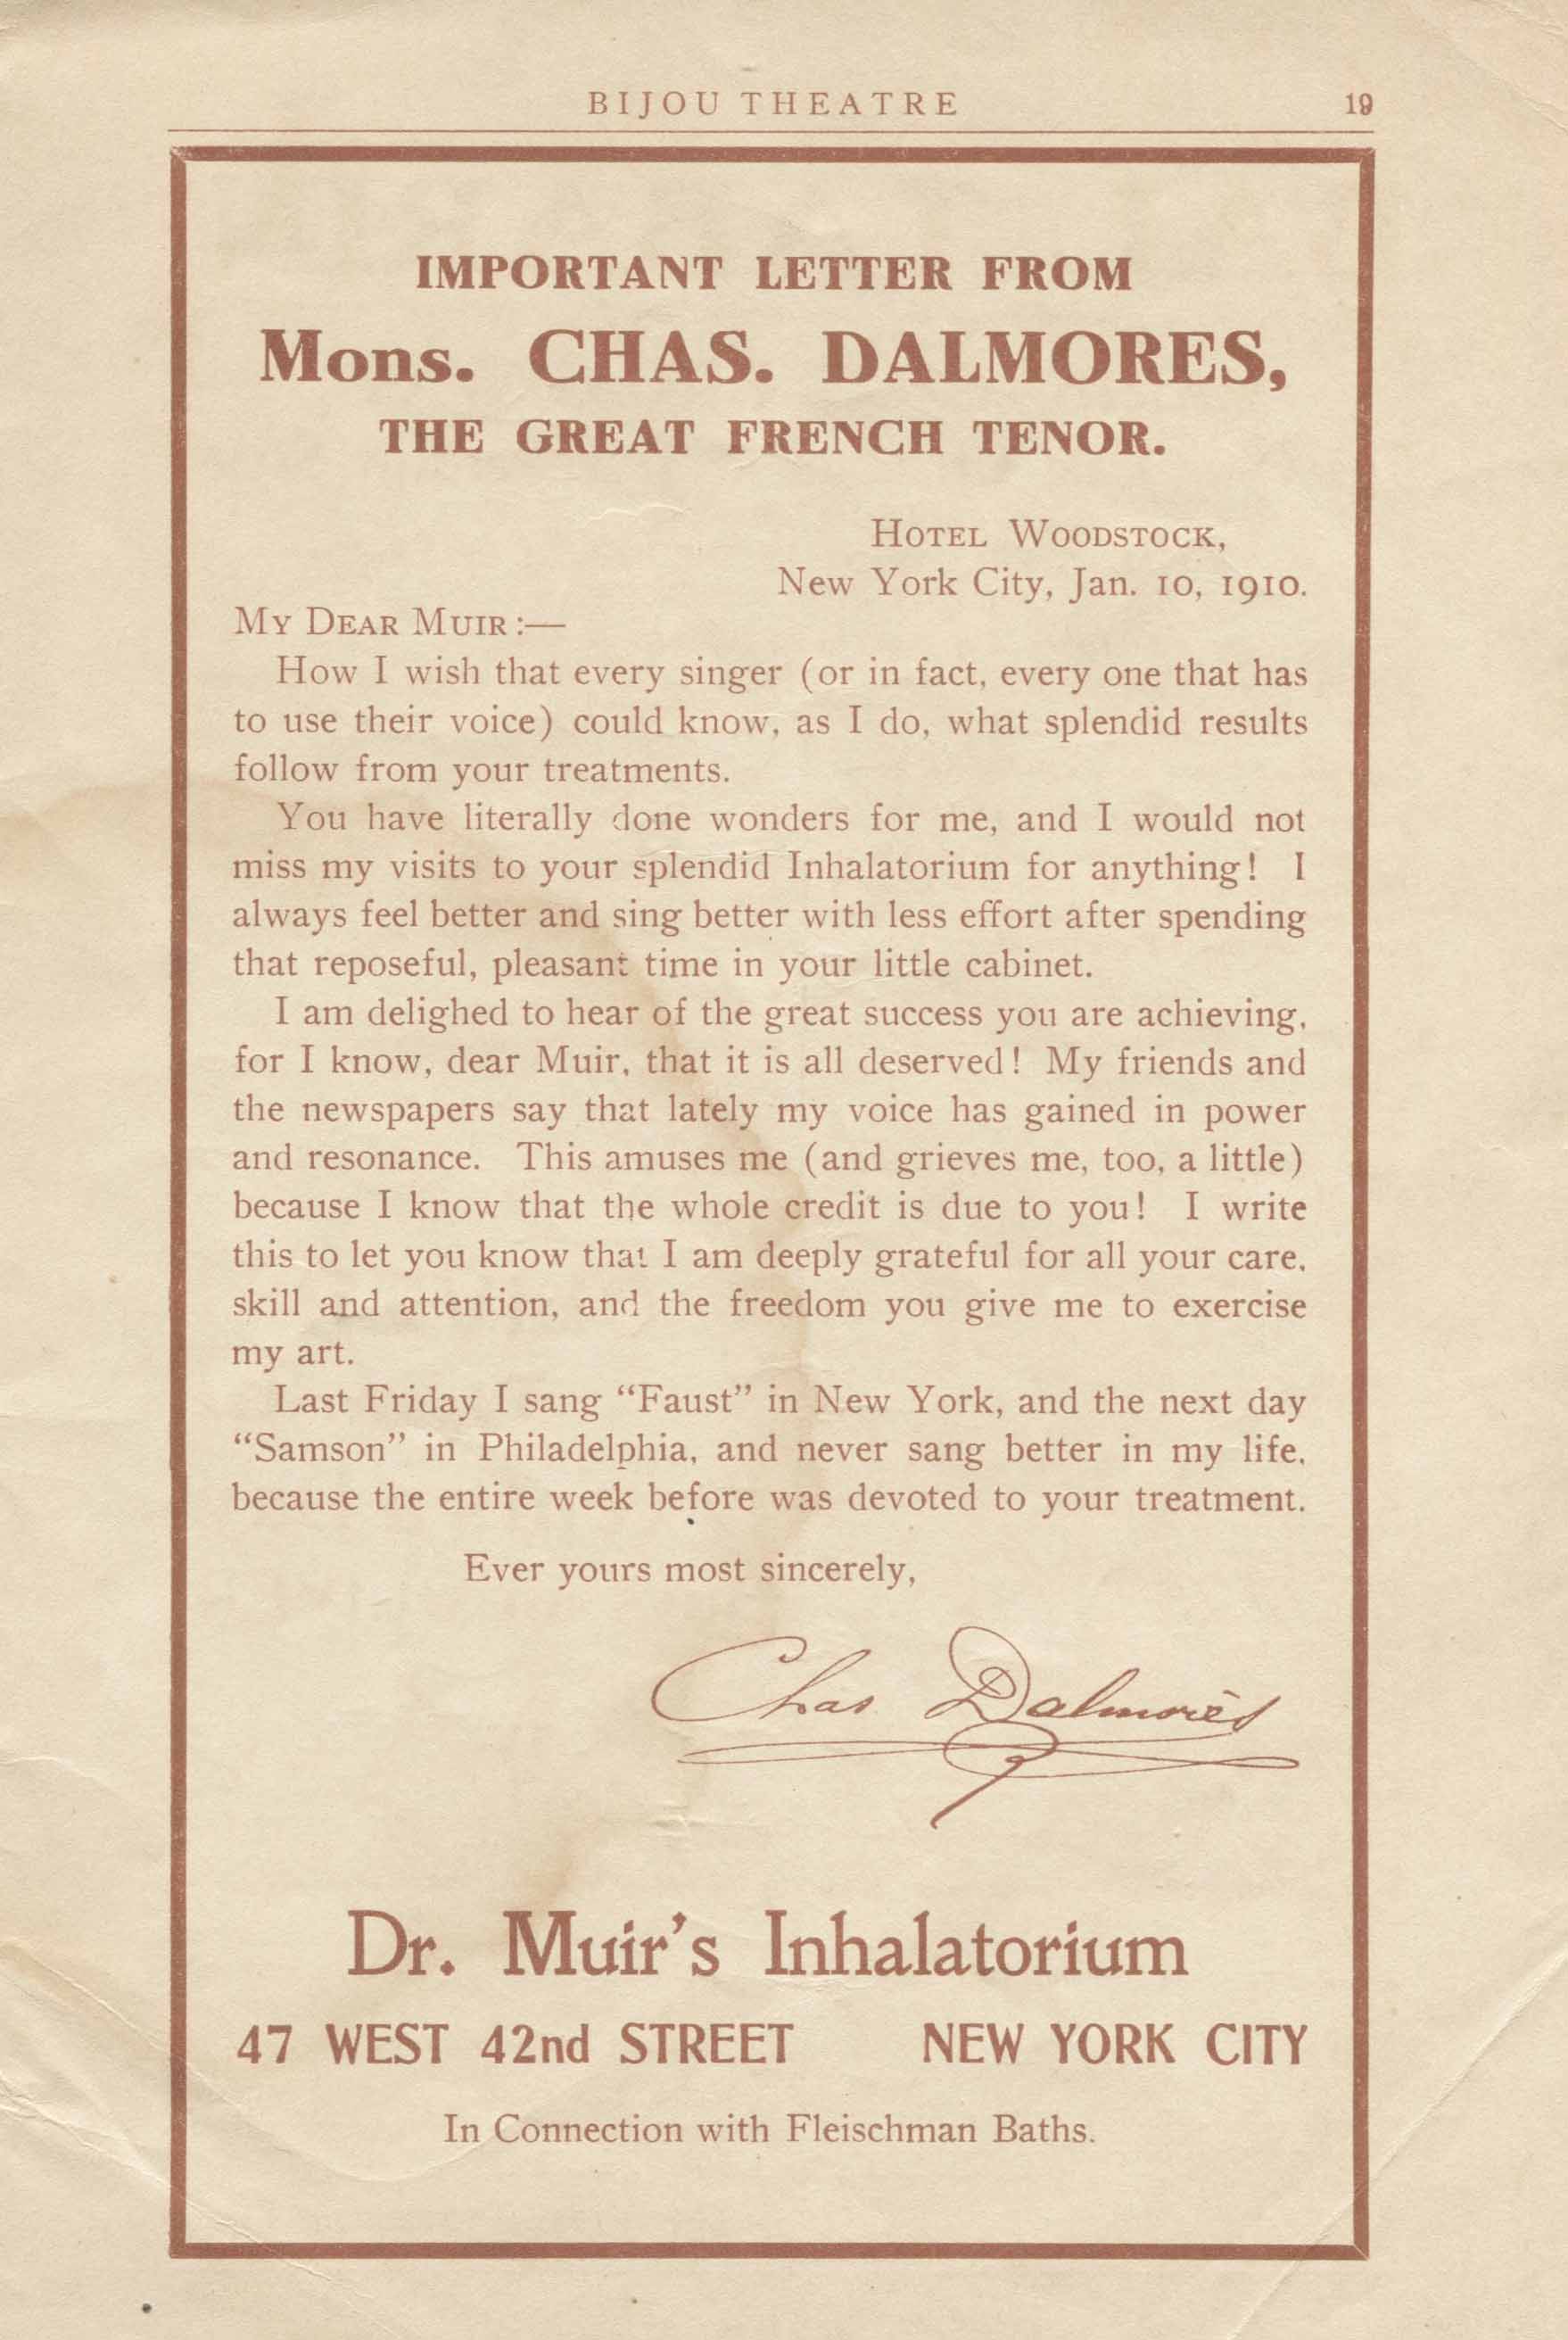 BIJOU THEATRE 19
IMPORTANT LETTER FROM
Mons. CHAS. DALMORES,
THE GREAT FRENCH TENOR.
HOTEL WOODSTOCK,
New York City, Jan. 10, 1910.
MY DEAR MUIR:—
How I wish that every singer (or in fact, every one that has
to use their voice) could know, as I do, what splendid results
follow from your treatments.
You have literally done wonders for me, and I would not
miss my visits to your splendid Inhalatorium for anything! I
always feel better and sing better with less effort after spending
that reposeful, pleasant time in your little cabinet.
I am delighed to hear of the great success you are achieving,
for I know, dear Muir, that it is all deserved! My friends and
the newspapers say that lately my voice has gained in power
and resonance. This amuses me (and grieves me, too, a little)
because I know that the whole credit is due to you! I write
this to let you know that I am deeply grateful for all your care,
skill and attention, and the freedom you give me to exercise
my art.
Last Friday I sang “Faust” in New York, and the next day
“Samson” in Philadelphia, and never sang better in my life,
because the entire week before was devoted to your treatment.
Ever yours most sincerely,
Chas Dalmorès
Dr. Muir's Inhalatorium
47 WEST 42nd STREET NEW YORK CITY
In Connection with Fleischman Baths.